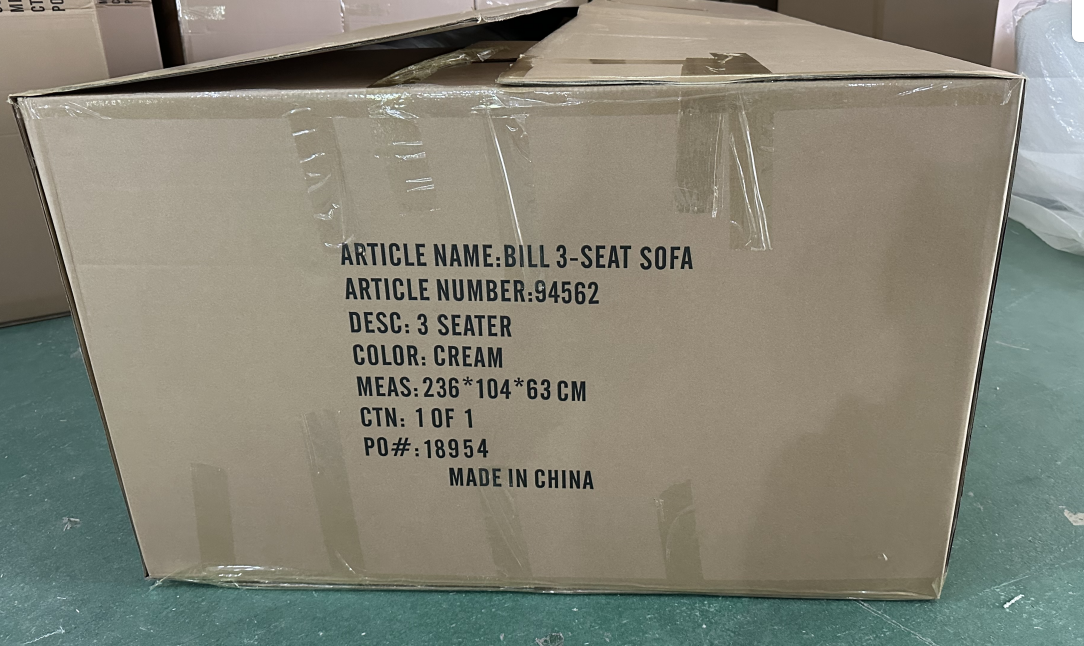 ARTICLE NAME:BILL 3-SEAT SOFA
ARTICLE NUMBER:94562
DESC: 3 SEATER
COLOR: CREAM
MEAS:236*104*63 CM
CTN: 1 OF 1
PO#:18954
MADE IN CHINA